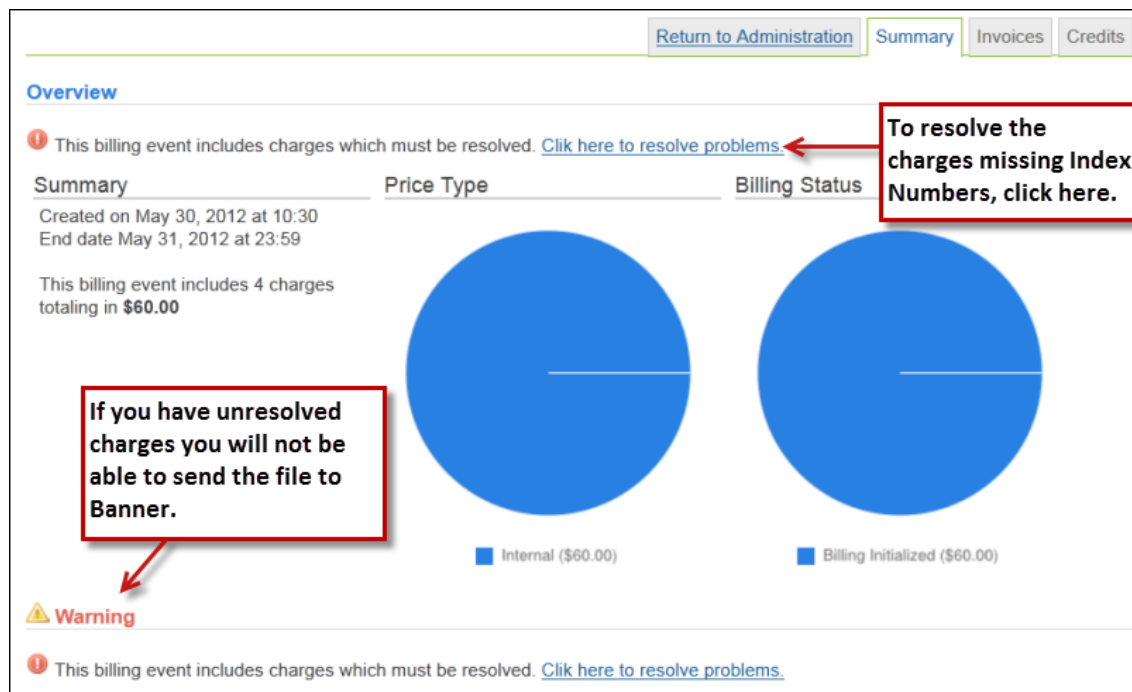 Return to Administration Summary Invoices Credits
Overview
This billing event includes charges which must be resolved. Clik here to resolve problems.
To resolve the
charges missing Index
Numbers, click here.
Summary
Created on May 30, 2012 at 10:30
End date May 31, 2012 at 23:59
This billing event includes 4 charges
totaling in $60.00
Price Type
Internal ($60.00)
Billing Status
Billing Initialized ($60.00)
If you have unresolved
charges you will not be
able to send the file to
Banner.
Warning
This billing event includes charges which must be resolved. Clik here to resolve problems.